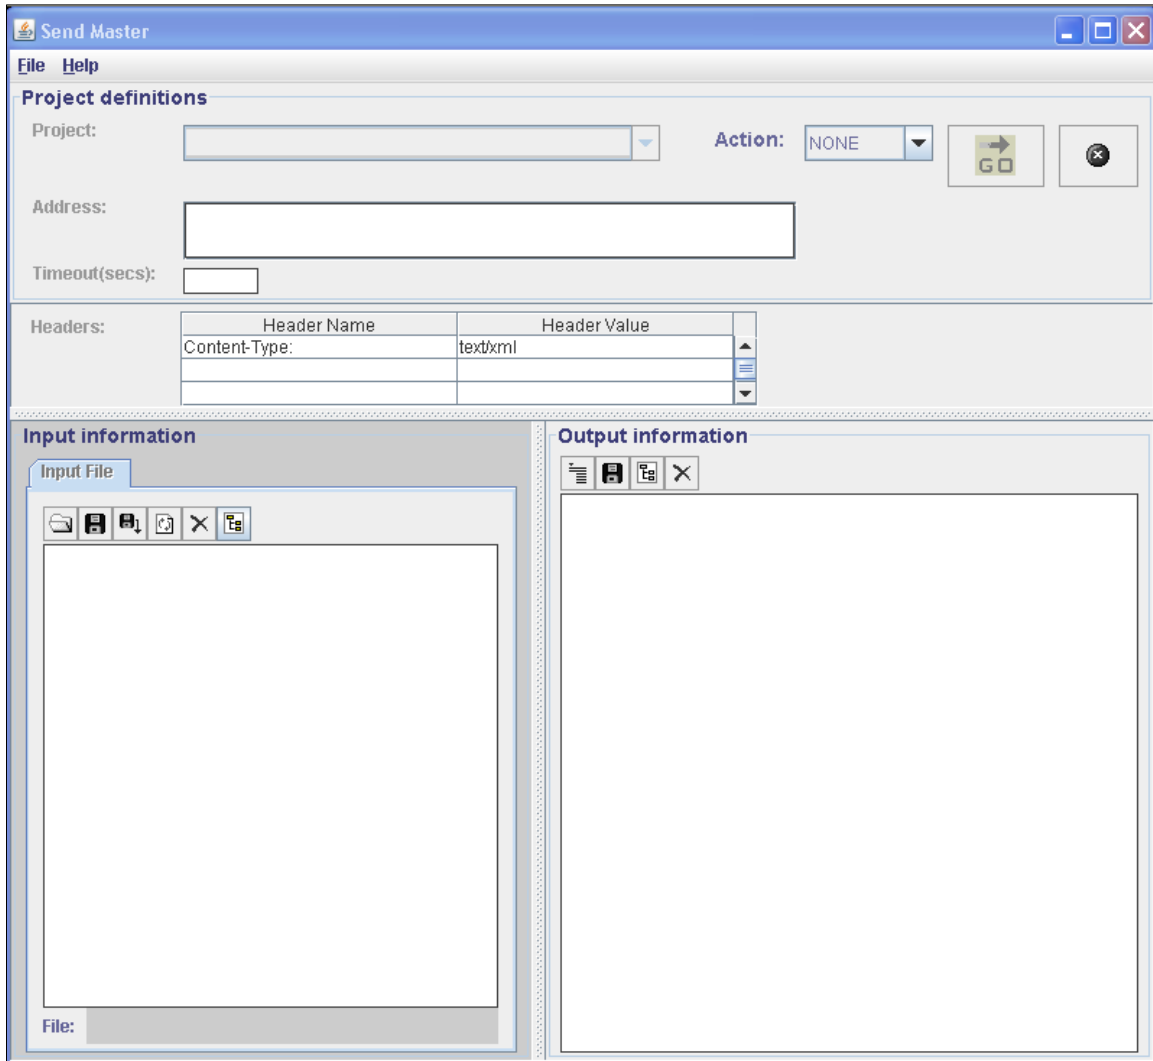 Send Master
File Help
Project definitions
Project:
Action: NONE
GO
Address:
Timeout(secs):
Headers:
Header Name Header Value
Content-Type: text/xml
Input information
Input File
File:
Output information